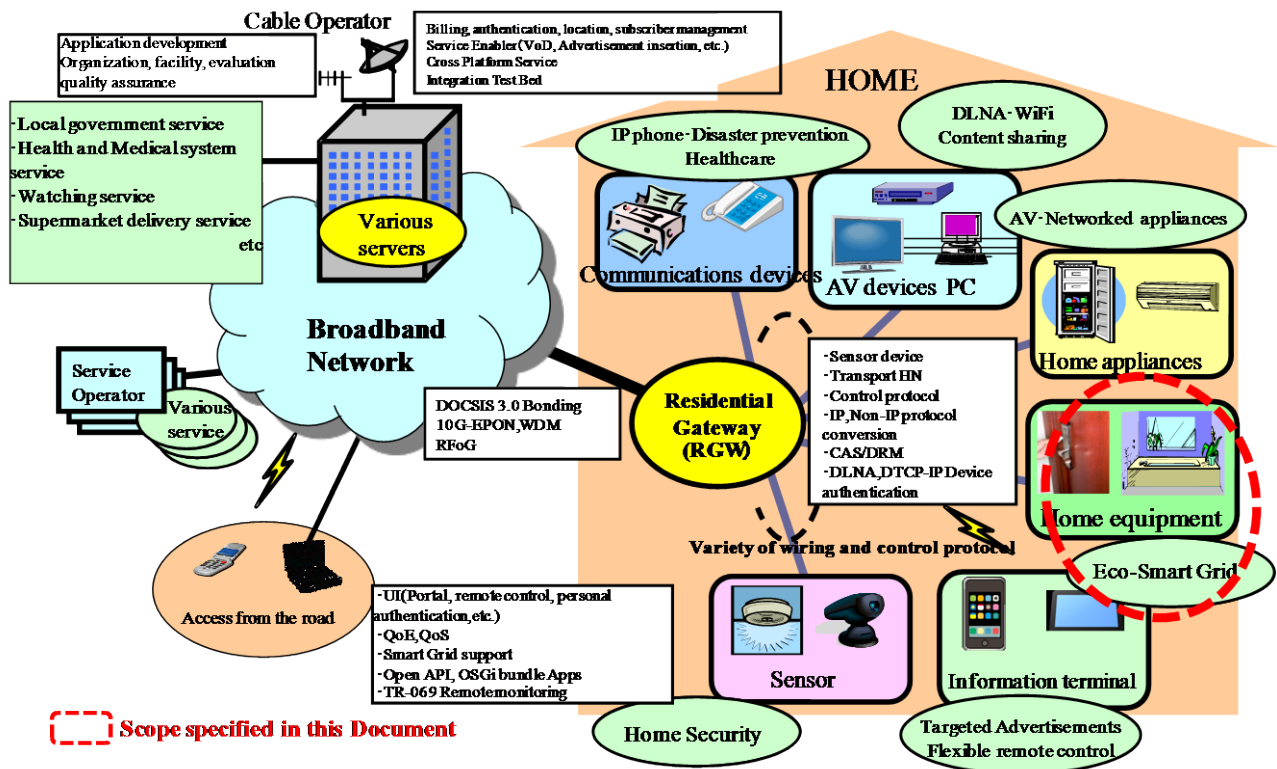 Cable Operator
Application development
Organization, facility, evaluation
quality assurance
Billing, authentication, location, subscriber management
Service Enabler(VoD, Advertisement insertion, etc.)
Cross Platform Service
Integration Test Bed
HOME
-Local government service
-Health and Medical system
service
-Watching service
-Supermarket delivery service
etc
Various
servers
IP phone-Disaster prevention
Healthcare
DLNA-WiFi
Content sharing
AV-Networked appliances
Communications devices
AV devices PC
Home appliances
Broadband
Network
Service
Operator
Various
service
DOCSIS 3.0 Bonding
10G-EPON,WDM
RFoG
Residential
Gateway
(RGW)
-Sensor device
-Transport HN
-Control protocol
-IP,Non-IP protocol
conversion
-CAS/DRM
-DLNA,DTCP-IP Device
authentication
Home equipment
Variety of wiring and control protocol
Eco-Smart Grid
Access from the road
-UI(Portal, remote control, personal
authentication,etc.)
-QoE,QoS
-Smart Grid support
-Open API, OSGi bundle Apps
-TR-069 Remote monitoring
Sensor
Information terminal
Home Security
Targeted Advertisements
Flexible remote control
Scope specified in this Document